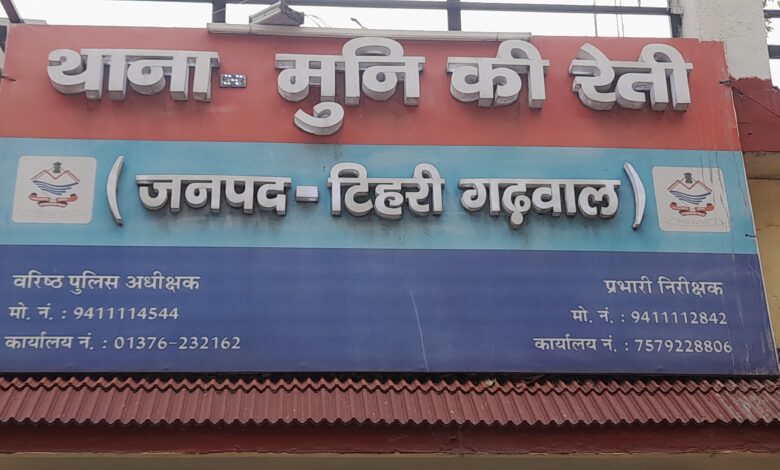 थाना - मुनि की रेती
( जनपद - टिहरी गढ़वाल )
वरिष्ठ पुलिस अधीक्षक
मो. नं. : 9411114544
कार्यालय नं. : 01376-232162
प्रभारी निरीक्षक
मो. नं. : 9411112842
कार्यालय नं. : 7579228806